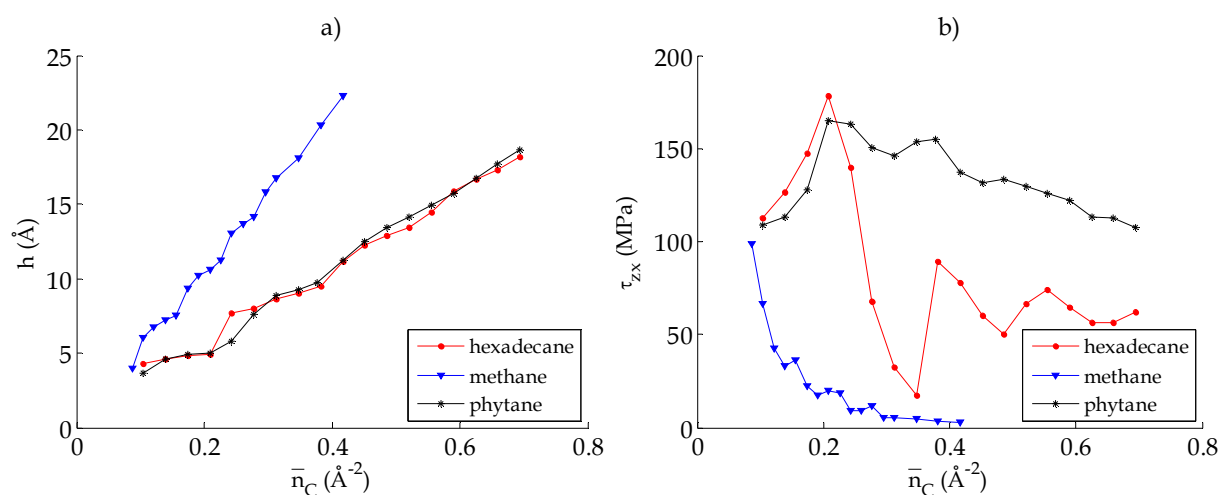 a)
25
20
15
10
5
0
h (Å)
0
0.2
0.4
0.6
0.8
n̅C (Å-2)
hexadecane
methane
phytane
b)
200
150
100
50
0
τzx (MPa)
0
0.2
0.4
0.6
0.8
n̅C (Å-2)
hexadecane
methane
phytane